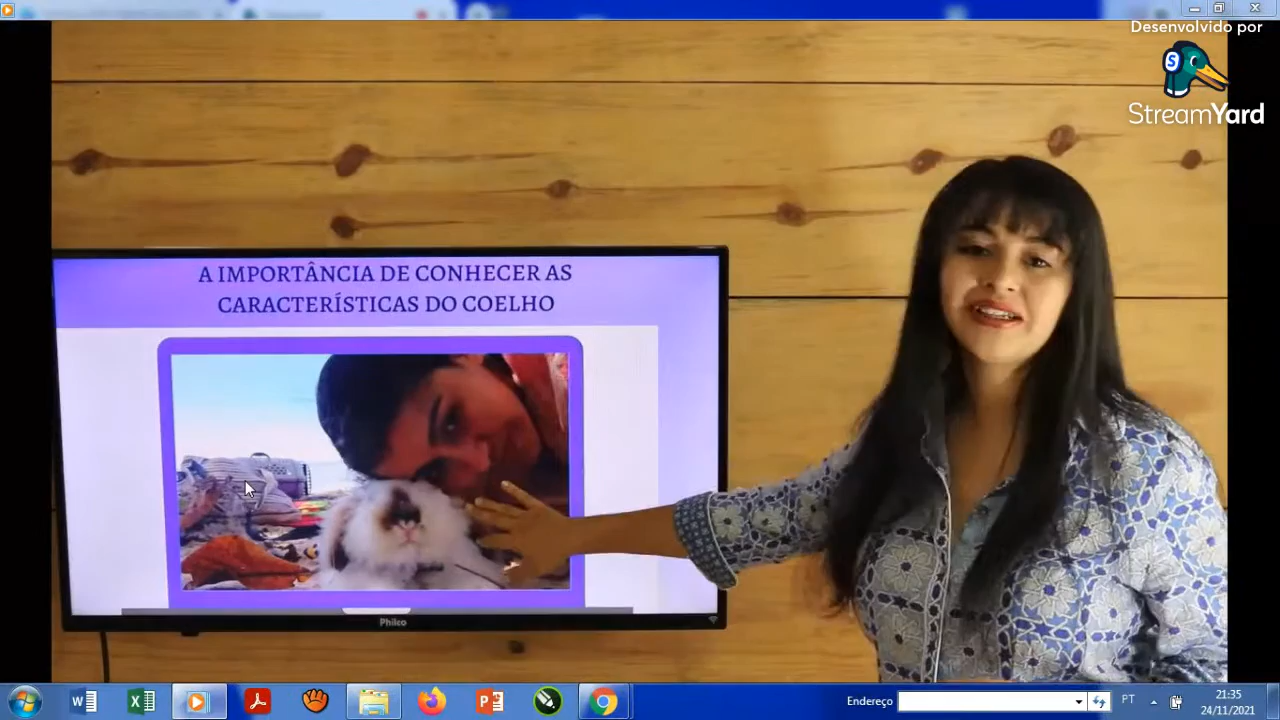 Desenvolvido por
StreamYard
A IMPORTÂNCIA DE CONHECER AS
CARACTERÍSTICAS DO COELHO
Philco
Endereço
PT
21:35
24/11/2021